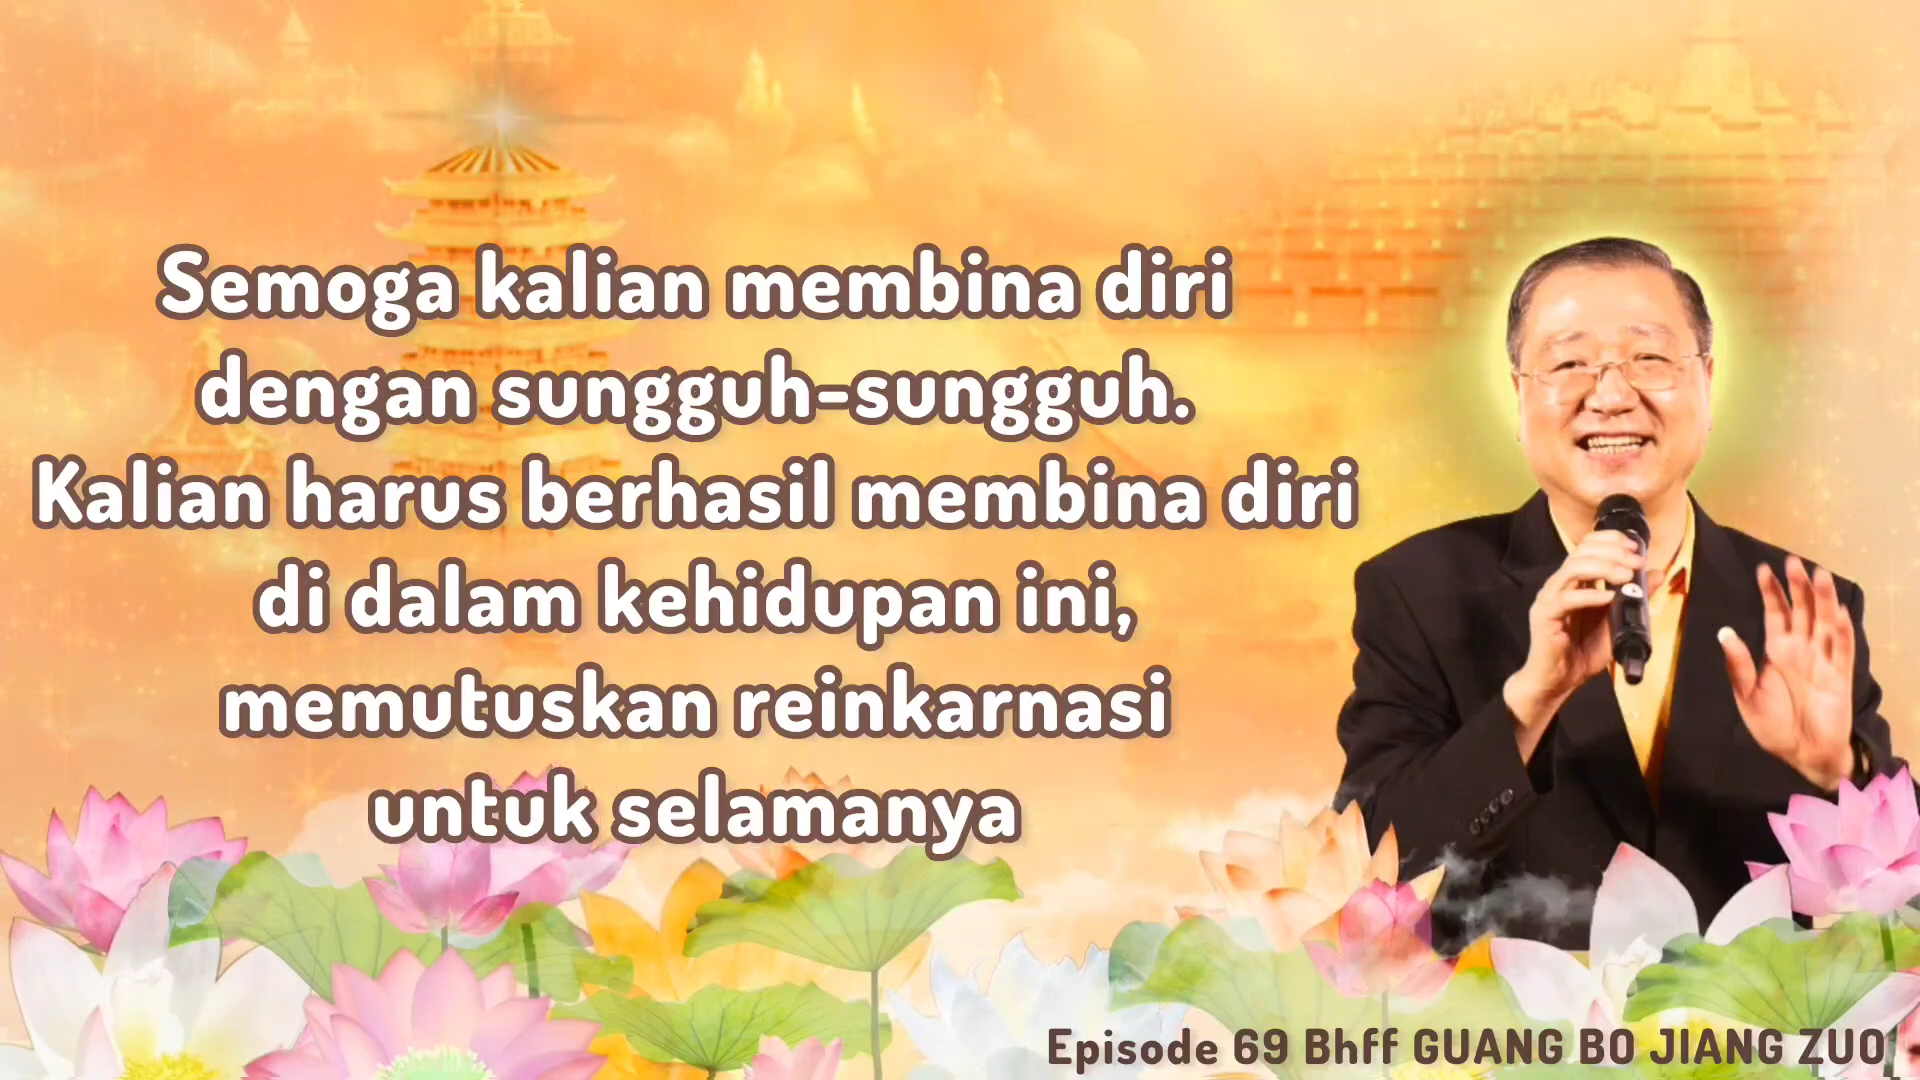 Semoga kalian membina diri
dengan sungguh-sungguh.
Kalian harus berhasil membina diri
di dalam kehidupan ini,
memutuskan reinkarnasi
untuk selamanya
Episode 69 Bhff GUANG BO JIANG ZUO